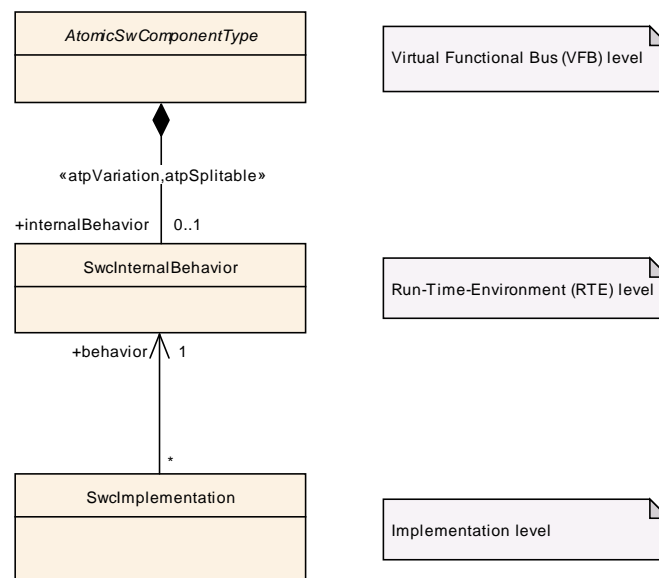 AtomicSwComponentType
Virtual Functional Bus (VFB) level
«atpVariation,atpSplitable»
+internalBehavior 0..1
SwcInternalBehavior
Run-Time-Environment (RTE) level
+behavior 1
*
SwcImplementation
Implementation level